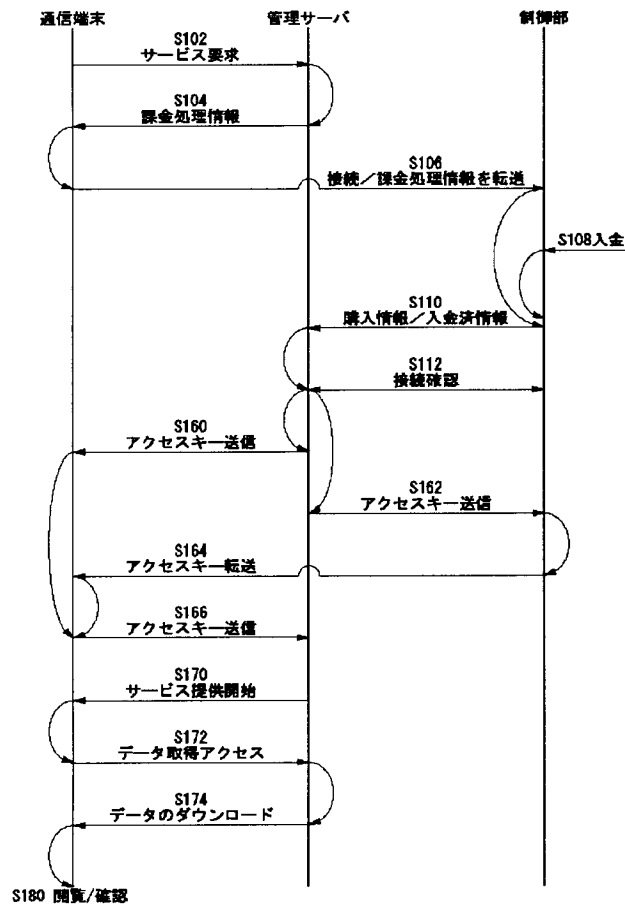 通信端末
管理サーバ
制御部
S102
サービス要求
S104
課金処理情報
S106
接続／課金処理情報を転送
S108入金
S110
購入情報／入金済情報
S112
接続確認
S160
アクセスキー送信
S162
アクセスキー送信
S164
アクセスキー転送
S166
アクセスキー送信
S170
サービス提供開始
S172
データ取得アクセス
S174
データのダウンロード
S180 閲覧/確認